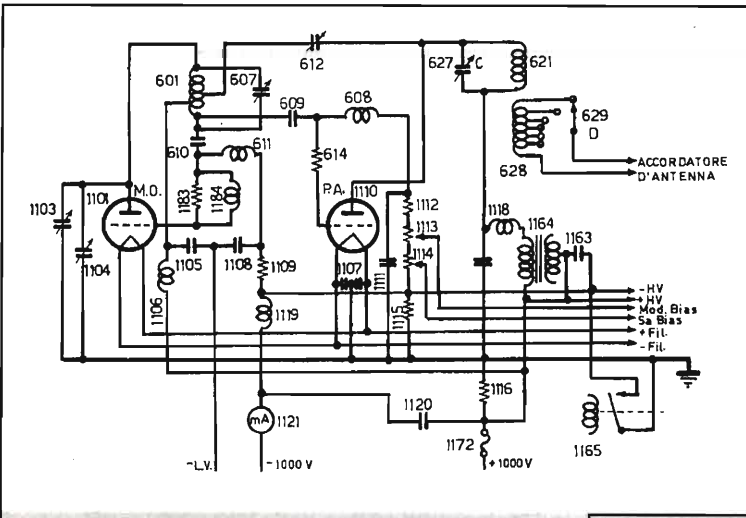 601
607
612
627
C
621
609
608
629
D
610
611
614
628
ACCORDATORE
D'ANTENNA
1101
M.O.
1183
1184
P.A.
1110
1112
1113
1114
1118
1164
1163
1103
1104
1105
1108
1109
1107
1111
1106
1119
1115
-HV
+HV
Mod. Bias
Sa Bias
+Fil.
-Fil.
1116
1120
mA
1121
1172
1165
-L.V.
-1000 V
+1000 V